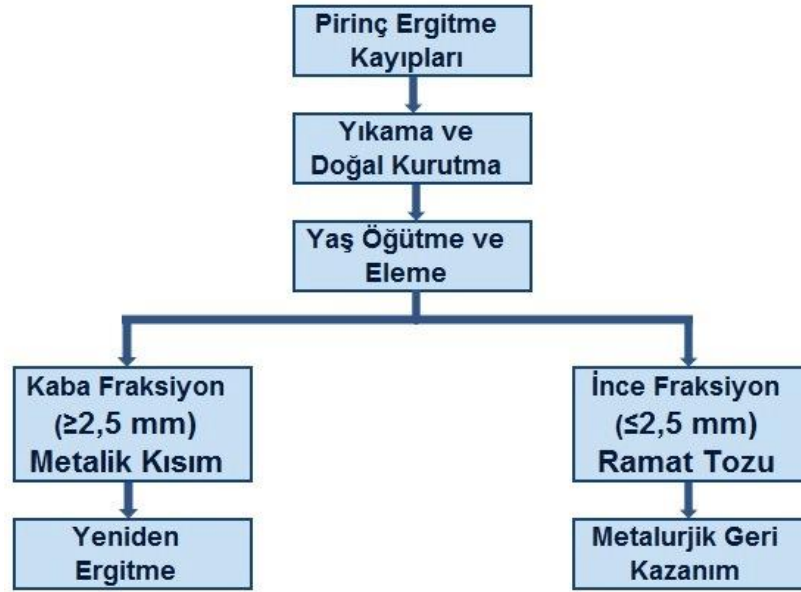 Pirinç Ergitme
Kayıpları
Yıkama ve
Doğal Kurutma
Yaş Öğütme ve
Eleme
Kaba Fraksiyon
(≥2,5 mm)
Metalik Kısım
İnce Fraksiyon
(≤2,5 mm)
Ramat Tozu
Yeniden
Ergitme
Metalurjik Geri
Kazanım